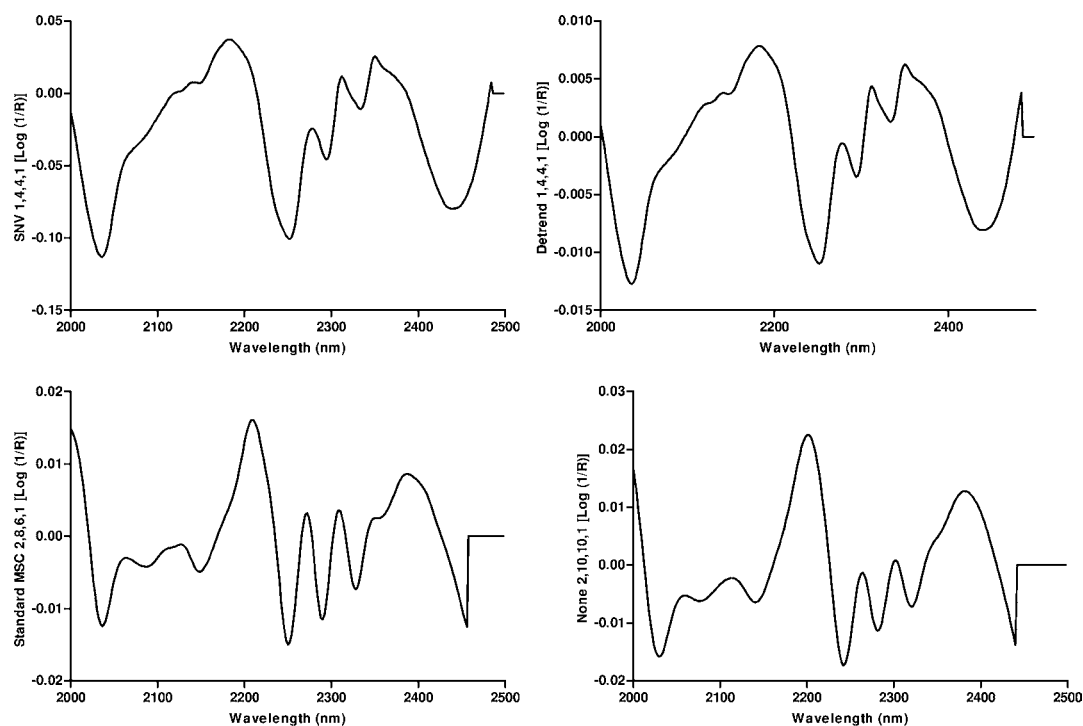 0.05
0.00
-0.05
-0.10
-0.15
SNV 1,4,4,1 [Log (1/R)]
2000 2100 2200 2300 2400 2500
Wavelength (nm)
0.010
0.005
0.000
-0.005
-0.010
-0.015
Detrend 1,4,4,1 [Log (1/R)]
2000 2200 2400
Wavelength (nm)
0.02
0.01
0.00
-0.01
-0.02
Standard MSC 2,8,6,1 [Log (1/R)]
2000 2100 2200 2300 2400 2500
Wavelength (nm)
0.03
0.02
0.01
0.00
-0.01
-0.02
None 2,10,10,1 [Log (1/R)]
2000 2100 2200 2300 2400 2500
Wavelength (nm)